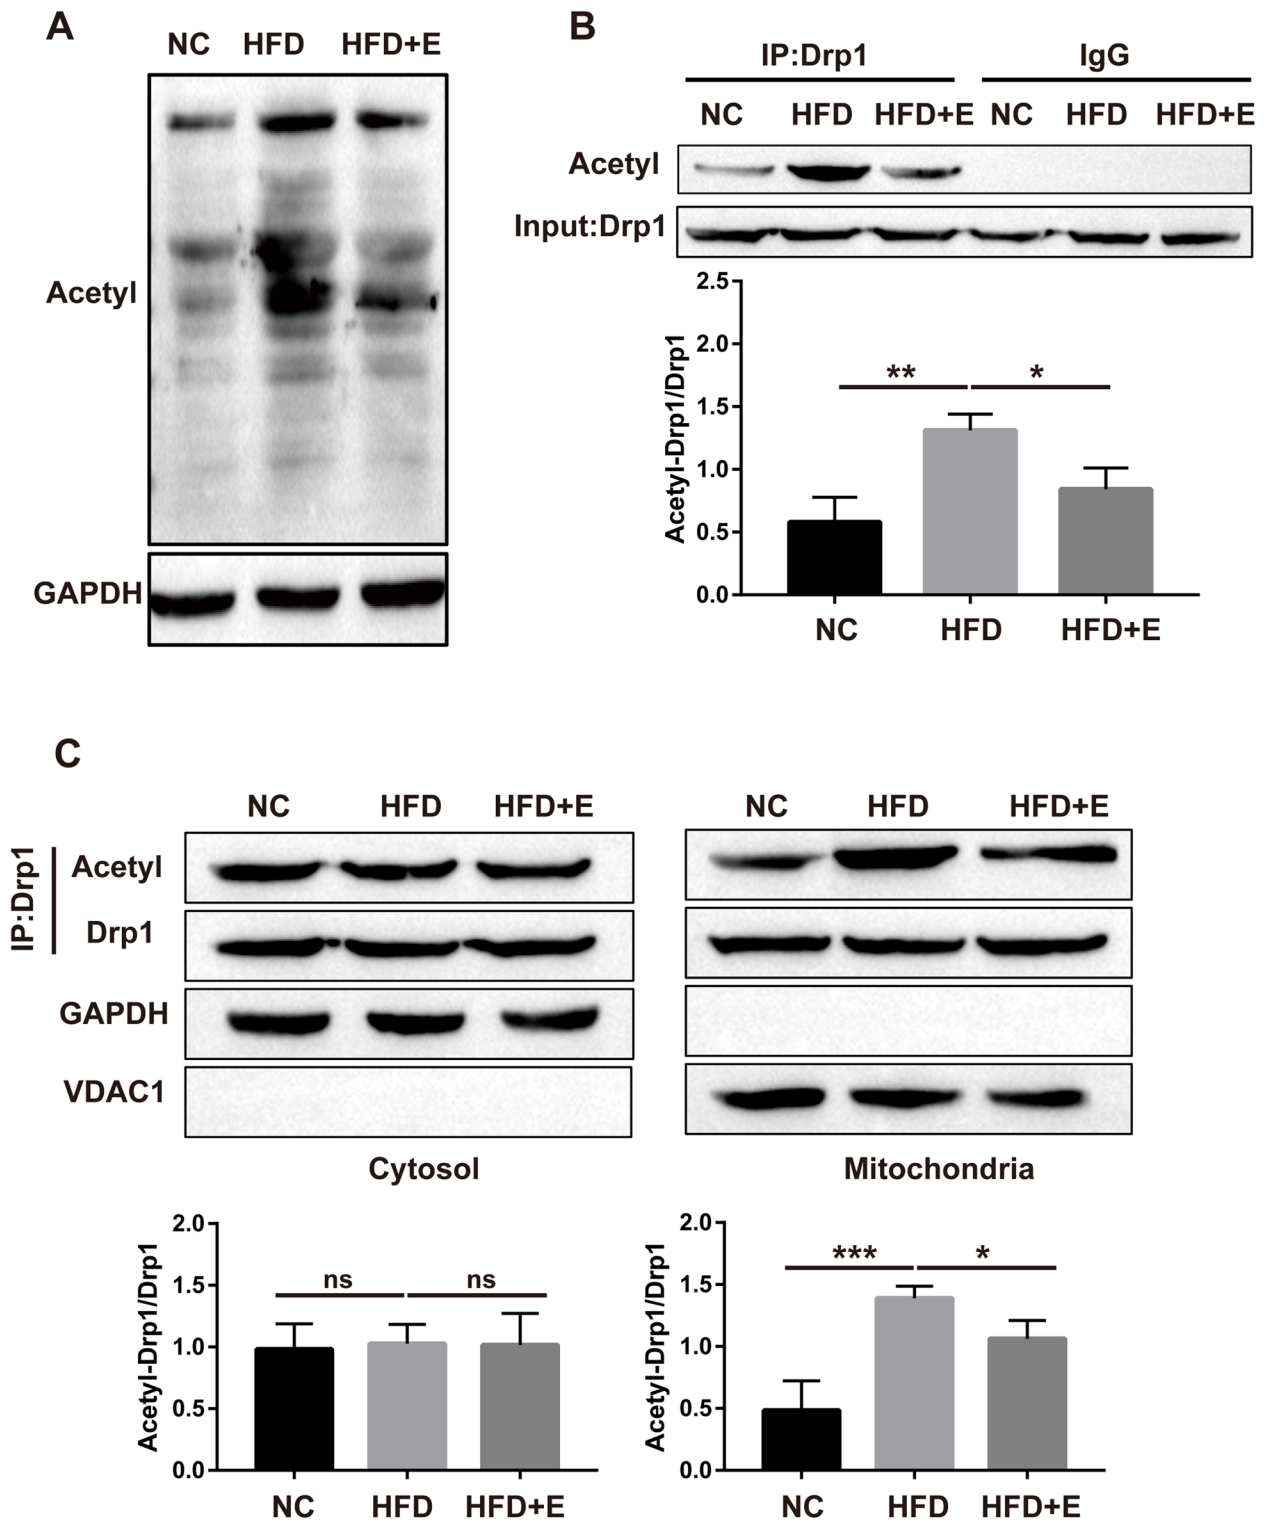 A
NC HFD HFD+E
Acetyl
GAPDH
B
IP:Drp1 IgG
NC HFD HFD+E NC HFD HFD+E
Acetyl
Input:Drp1
2.5
2.0
1.5
1.0
0.5
0.0
Acetyl-Drp1/Drp1
** *
NC HFD HFD+E
C
NC HFD HFD+E NC HFD HFD+E
IP:Drp1
Acetyl
Drp1
GAPDH
VDAC1
Cytosol Mitochondria
2.0
1.5
1.0
0.5
0.0
Acetyl-Drp1/Drp1
ns ns
NC HFD HFD+E
2.0
1.5
1.0
0.5
0.0
Acetyl-Drp1/Drp1
*** *
NC HFD HFD+E